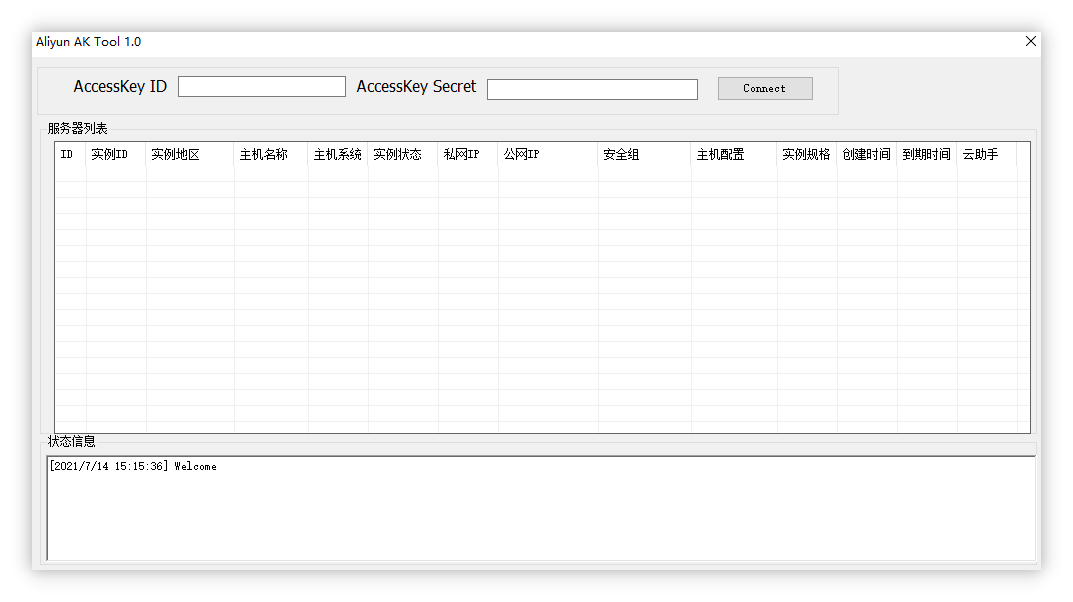 Aliyun AK Tool 1.0
AccessKey ID AccessKey Secret Connect
服务器列表
ID 实例ID 实例地区 主机名称 主机系统 实例状态 私网IP 公网IP 安全组 主机配置 实例规格 创建时间 到期时间 云助手
状态信息
[2021/7/14 15:15:36] Welcome